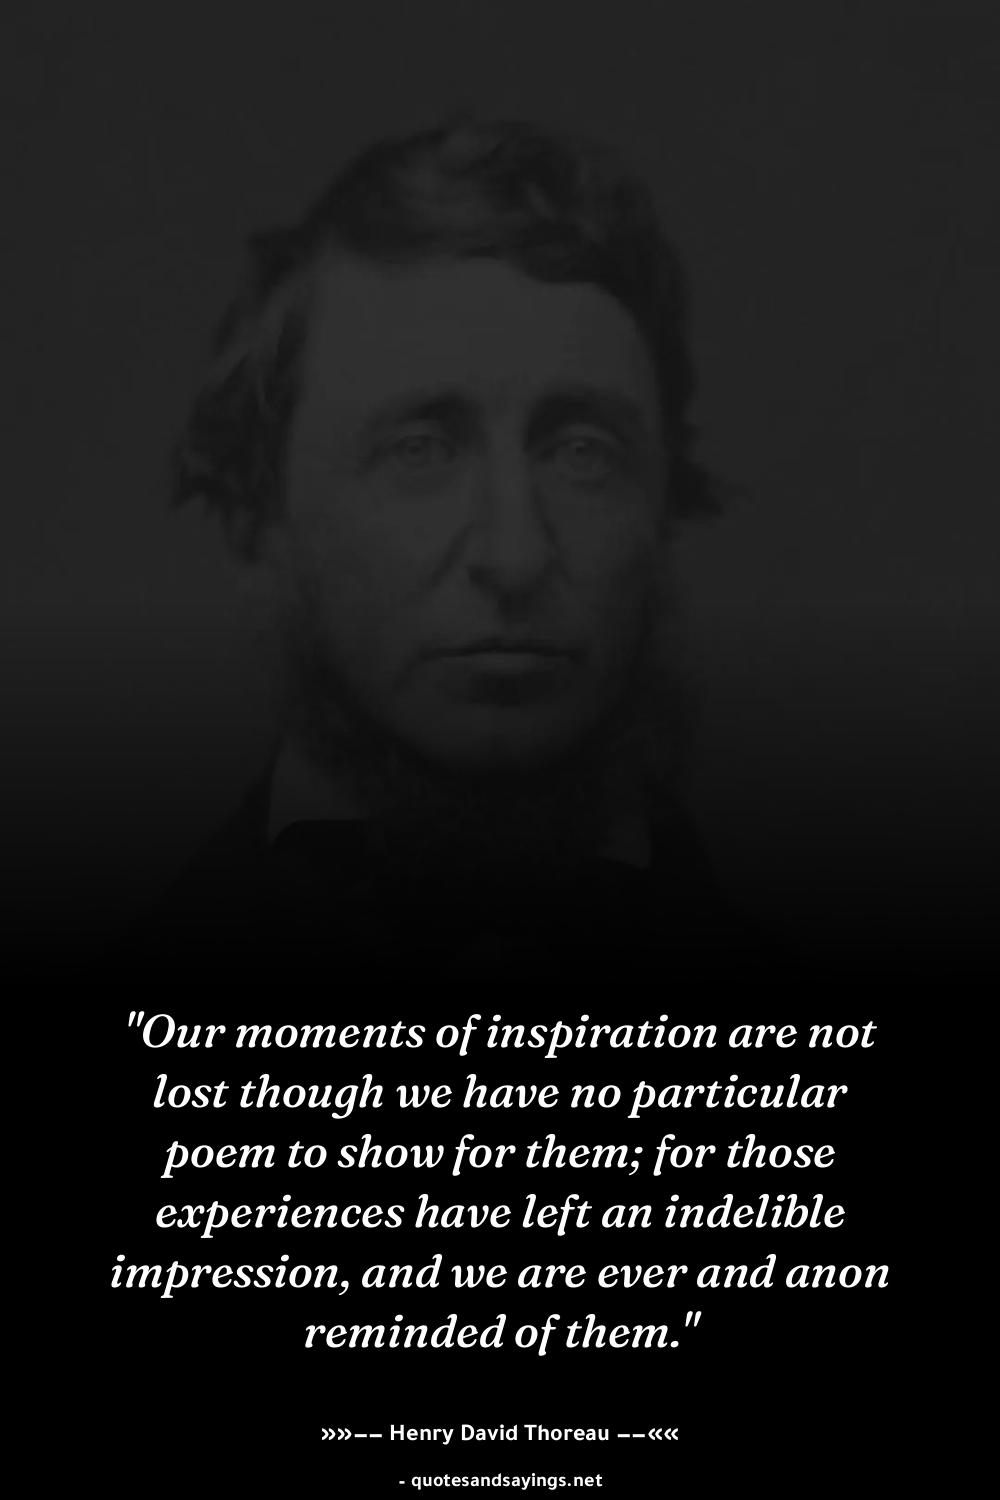 "Our moments of inspiration are not
lost though we have no particular
poem to show for them; for those
experiences have left an indelible
impression, and we are ever and anon
reminded of them."
»»–– Henry David Thoreau ––««
- quotesandsayings.net